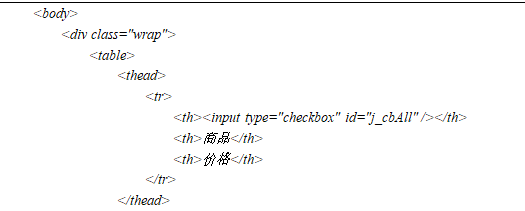 <body>
<div class="wrap">
<table>
<thead>
<tr>
<th><input type="checkbox" id="j_cbAll" /></th>
<th>商品</th>
<th>价格</th>
</tr>
</thead>